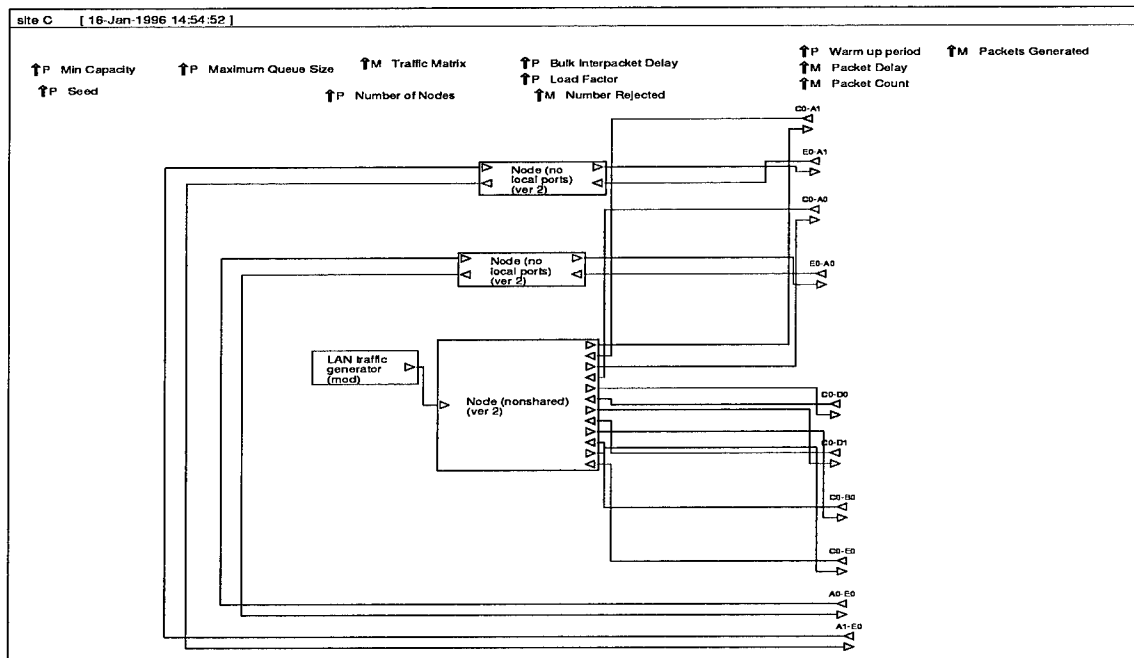 site C [ 16-Jan-1996 14:54:52 ]
P Warm up period
M Packets Generated
P Min Capacity
P Maximum Queue Size
M Traffic Matrix
P Bulk Interpacket Delay
M Packet Delay
P Load Factor
M Packet Count
P Seed
P Number of Nodes
M Number Rejected
C0-A1
E0-A1
Node (no
local ports)
(ver 2)
C0-A0
Node (no
local ports)
(ver 2)
E0-A0
LAN traffic
generator
(mod)
Node (nonshared)
(ver 2)
C0-D0
C0-D1
C0-B0
C0-E0
A0-E0
A1-E0